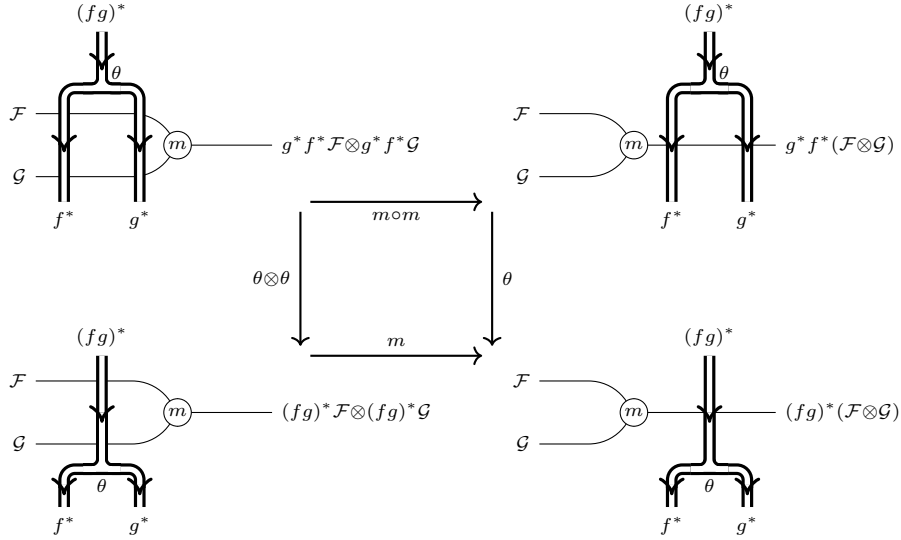 (fg)* (fg)*
θ θ
ℱ ℱ
m g*f*ℱ⊗g*f*𝒢 m g*f*(ℱ⊗𝒢)
𝒢 𝒢
f* g* f* g*
m∘m
θ⊗θ θ
(fg)* m (fg)*
ℱ ℱ
m (fg)*ℱ⊗(fg)*𝒢 m (fg)*(ℱ⊗𝒢)
𝒢 𝒢
θ θ
f* g* f* g*